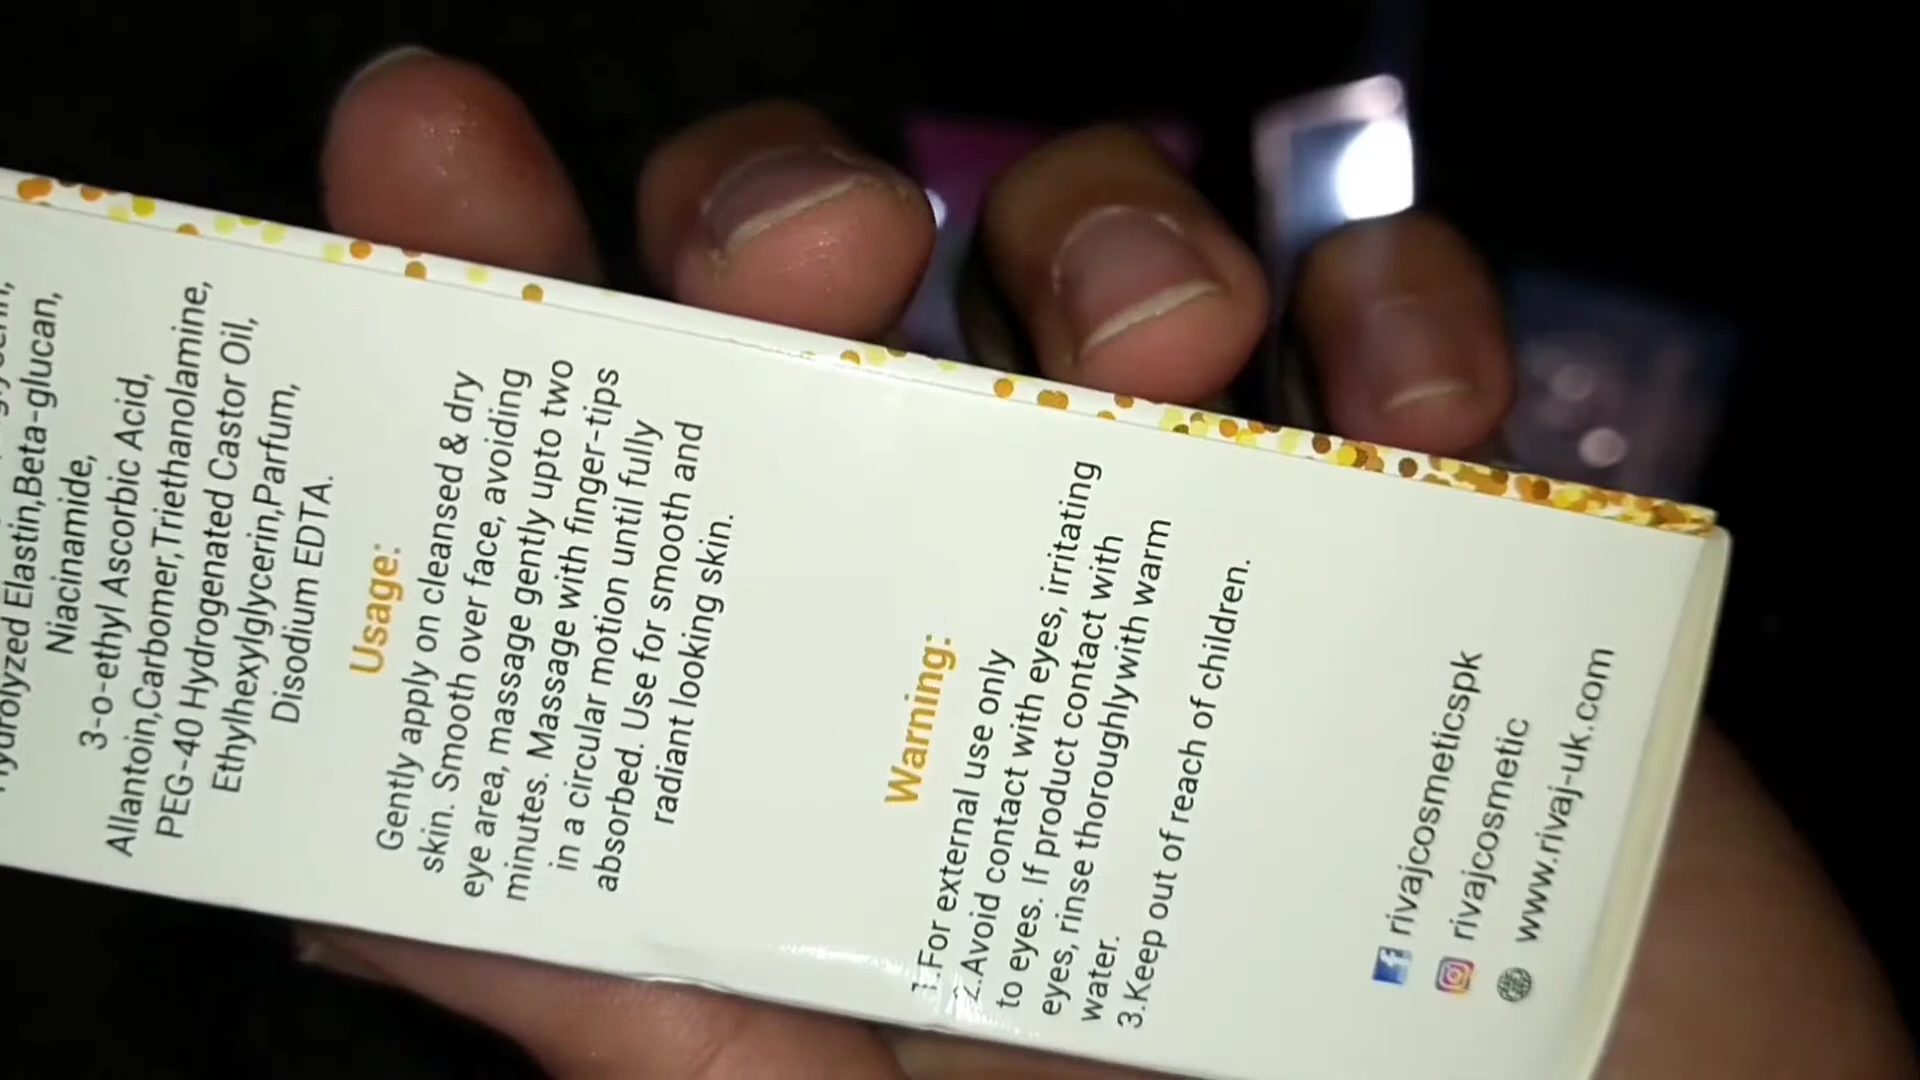 Hydrolyzed Elastin,Beta-glucan,
Niacinamide,
3-o-ethyl Ascorbic Acid,
Allantoin,Carbomer,Triethanolamine,
PEG-40 Hydrogenated Castor Oil,
Ethylhexylglycerin,Parfum,
Disodium EDTA.
Usage:
Gently apply on cleansed & dry
skin. Smooth over face, avoiding
eye area, massage gently upto two
minutes. Massage with finger-tips
in a circular motion until fully
absorbed. Use for smooth and
radiant looking skin.
Warning:
1.For external use only
2.Avoid contact with eyes, irritating
to eyes. If product contact with
eyes, rinse thoroughlywith warm
water.
3.Keep out of reach of children.
rivajcosmeticspk
rivajcosmetic
www.rivaj-uk.com